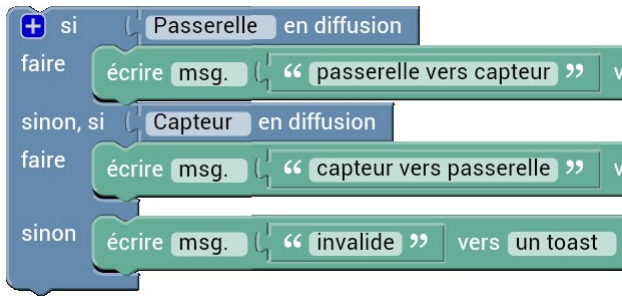 si Passerelle en diffusion
faire écrire msg. “ passerelle vers capteur ” v
sinon, si Capteur en diffusion
faire écrire msg. “ capteur vers passerelle ” v
sinon écrire msg. “ invalide ” vers un toast